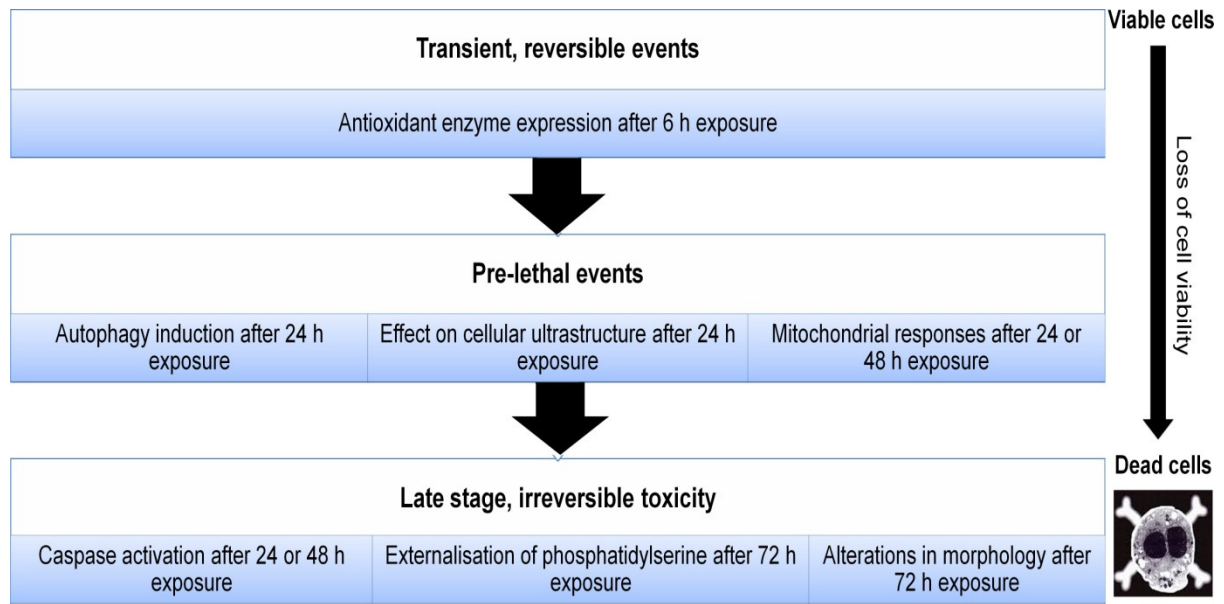 Viable cells
Transient, reversible events
Antioxidant enzyme expression after 6 h exposure
Loss of cell viability
Pre-lethal events
Autophagy induction after 24 h
exposure
Effect on cellular ultrastructure after 24 h
exposure
Mitochondrial responses after 24 or
48 h exposure
Dead cells
Late stage, irreversible toxicity
Caspase activation after 24 or 48 h
exposure
Externalisation of phosphatidylserine after 72 h
exposure
Alterations in morphology after
72 h exposure